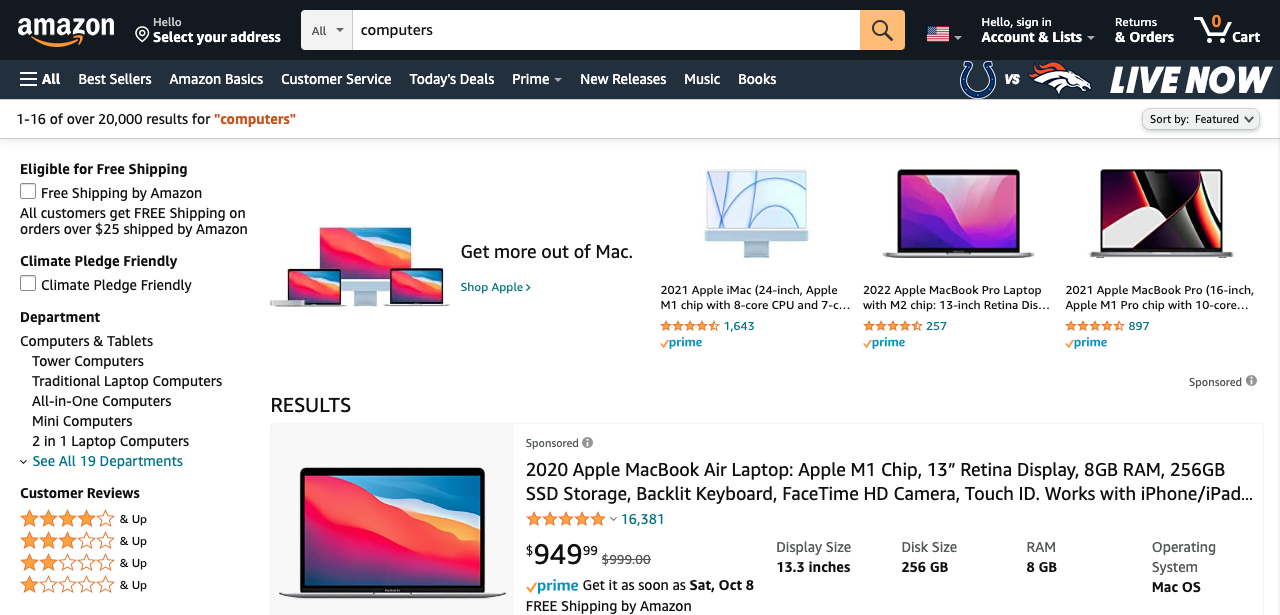 amazon
Hello
Select your address
All
computers
Hello, sign in
Account & Lists
Returns
& Orders
0
Cart
All
Best Sellers
Amazon Basics
Customer Service
Today's Deals
Prime
New Releases
Music
Books
VS
LIVE NOW
1-16 of over 20,000 results for "computers"
Sort by: Featured
Eligible for Free Shipping
Free Shipping by Amazon
All customers get FREE Shipping on
orders over $25 shipped by Amazon
Climate Pledge Friendly
Climate Pledge Friendly
Department
Computers & Tablets
Tower Computers
Traditional Laptop Computers
All-in-One Computers
Mini Computers
2 in 1 Laptop Computers
See All 19 Departments
Customer Reviews
& Up
& Up
& Up
& Up
Get more out of Mac.
Shop Apple ›
2021 Apple iMac (24-inch, Apple
M1 chip with 8-core CPU and 7-c…
1,643
prime
2022 Apple MacBook Pro Laptop
with M2 chip: 13-inch Retina Dis…
257
prime
2021 Apple MacBook Pro (16-inch,
Apple M1 Pro chip with 10-core…
897
prime
Sponsored
RESULTS
Sponsored
2020 Apple MacBook Air Laptop: Apple M1 Chip, 13” Retina Display, 8GB RAM, 256GB
SSD Storage, Backlit Keyboard, FaceTime HD Camera, Touch ID. Works with iPhone/iPad…
16,381
$949.99 $999.00
prime Get it as soon as Sat, Oct 8
FREE Shipping by Amazon
Display Size
13.3 inches
Disk Size
256 GB
RAM
8 GB
Operating
System
Mac OS